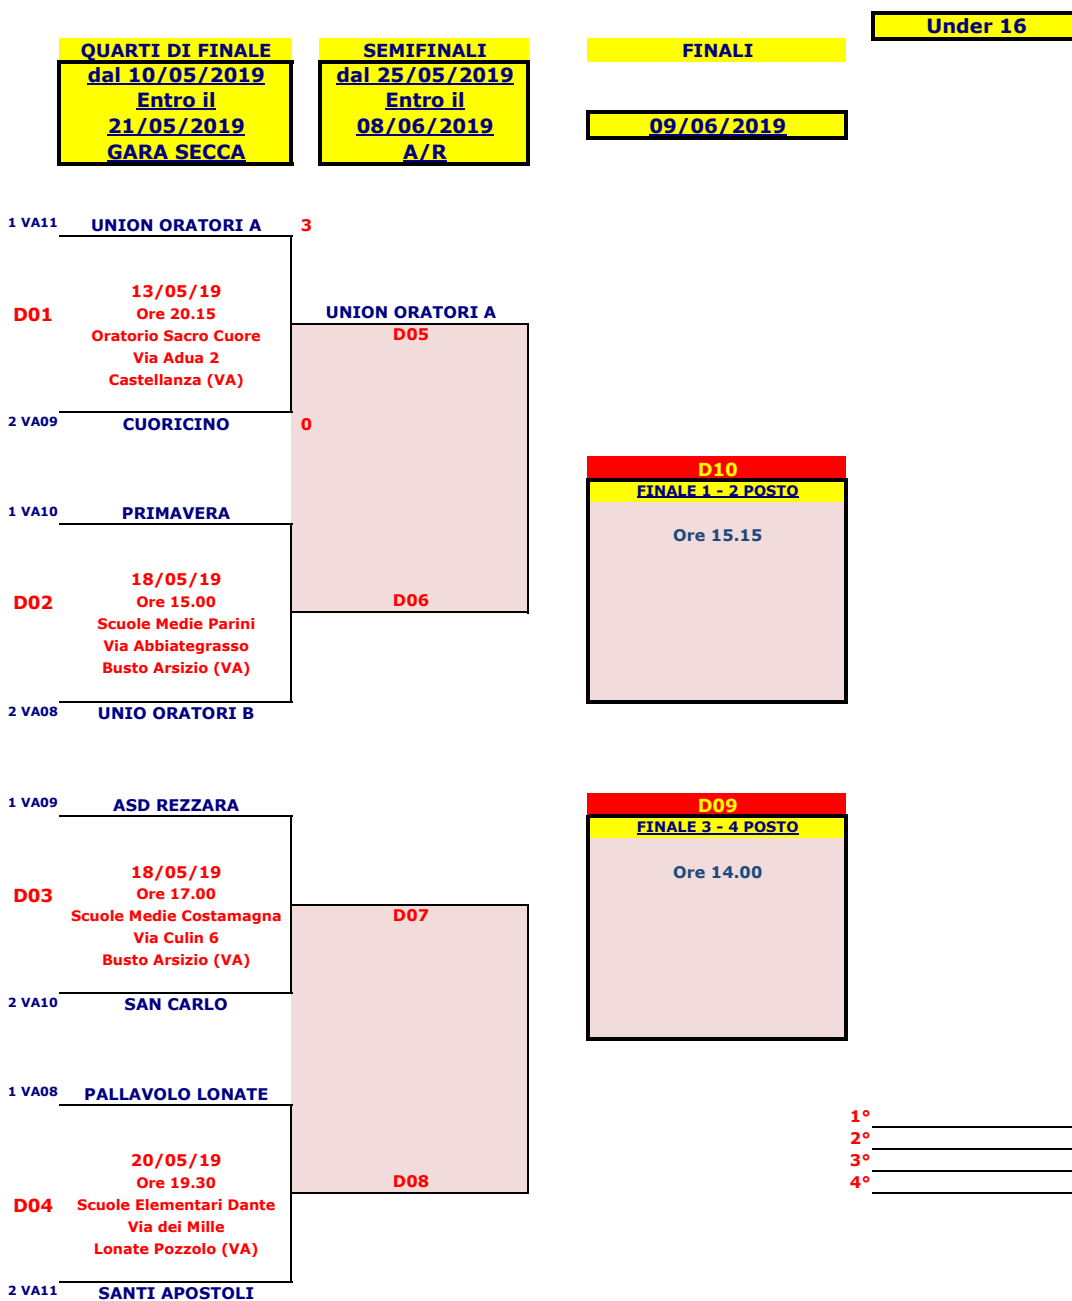 Under 16
QUARTI DI FINALE
dal 10/05/2019
Entro il
21/05/2019
GARA SECCA
SEMIFINALI
dal 25/05/2019
Entro il
08/06/2019
A/R
FINALI
09/06/2019
1 VA11 UNION ORATORI A 3
D01
13/05/19
Ore 20.15
Oratorio Sacro Cuore
Via Adua 2
Castellanza (VA)
2 VA09 CUORICINO 0
UNION ORATORI A
D05
1 VA10 PRIMAVERA
D02
18/05/19
Ore 15.00
Scuole Medie Parini
Via Abbiategrasso
Busto Arsizio (VA)
2 VA08 UNIO ORATORI B
D06
D10
FINALE 1 - 2 POSTO
Ore 15.15
1 VA09 ASD REZZARA
D03
18/05/19
Ore 17.00
Scuole Medie Costamagna
Via Culin 6
Busto Arsizio (VA)
2 VA10 SAN CARLO
D07
D09
FINALE 3 - 4 POSTO
Ore 14.00
1 VA08 PALLAVOLO LONATE
D04
20/05/19
Ore 19.30
Scuole Elementari Dante
Via dei Mille
Lonate Pozzolo (VA)
2 VA11 SANTI APOSTOLI
D08
1°
2°
3°
4°